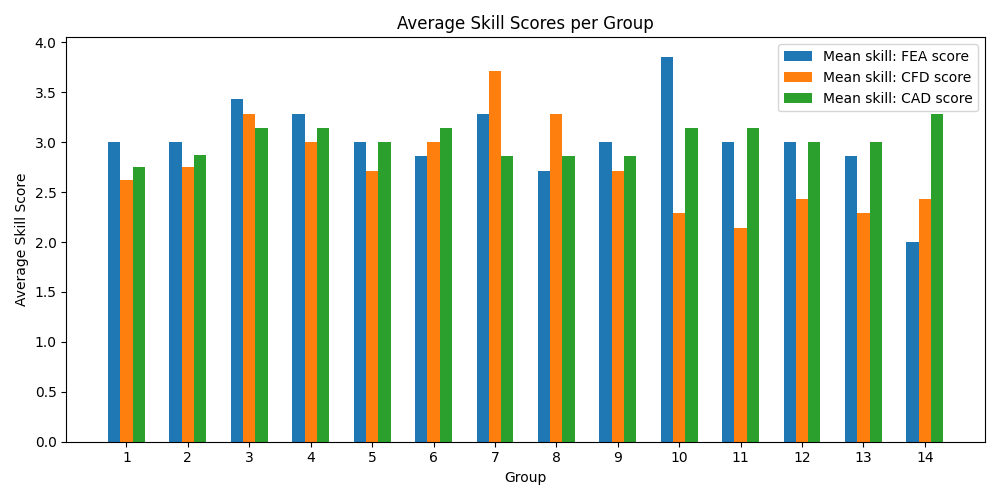 Average Skill Scores per Group
Mean skill: FEA score
Mean skill: CFD score
Mean skill: CAD score
Average Skill Score
4.0
3.5
3.0
2.5
2.0
1.5
1.0
0.5
0.0
1 2 3 4 5 6 7 8 9 10 11 12 13 14
Group